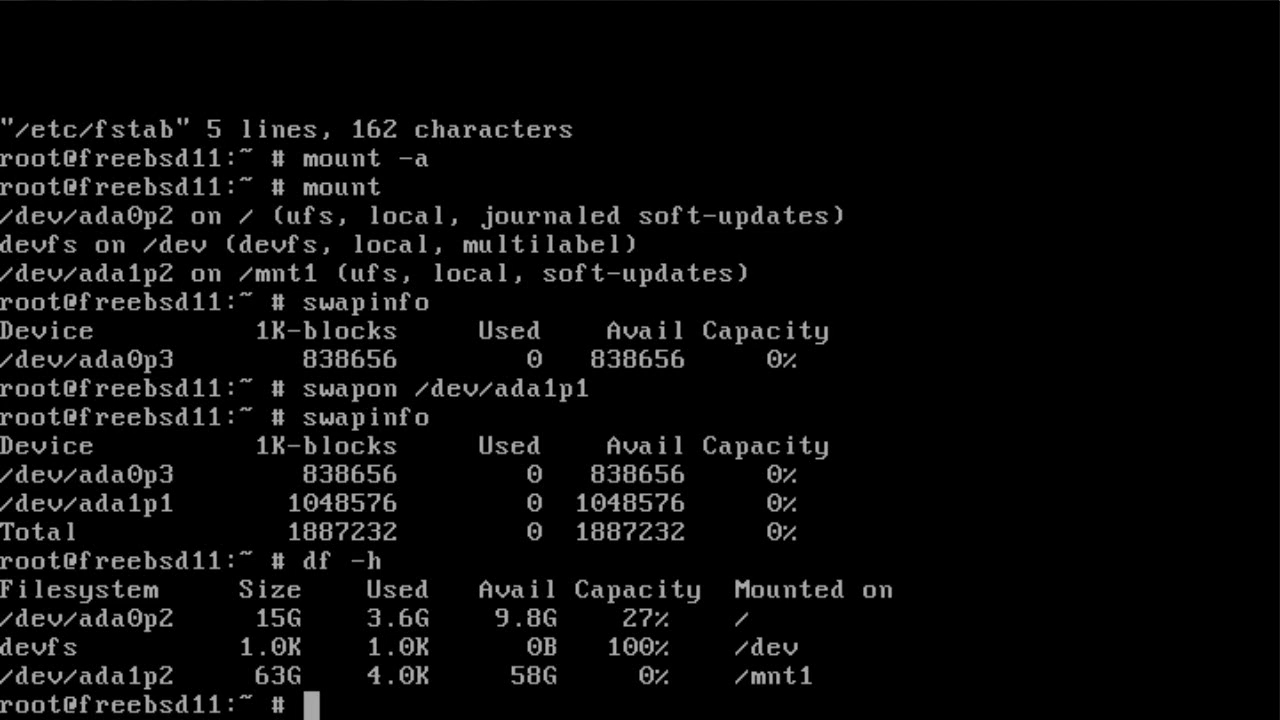 "/etc/fstab" 5 lines, 162 characters
root@freebsd11:~ # mount -a
root@freebsd11:~ # mount
/dev/ada0p2 on / (ufs, local, journaled soft-updates)
devfs on /dev (devfs, local, multilabel)
/dev/ada1p2 on /mnt1 (ufs, local, soft-updates)
root@freebsd11:~ # swapinfo
Device          1K-blocks     Used    Avail Capacity
/dev/ada0p3        838656        0   838656     0%
root@freebsd11:~ # swapon /dev/ada1p1
root@freebsd11:~ # swapinfo
Device          1K-blocks     Used    Avail Capacity
/dev/ada0p3        838656        0   838656     0%
/dev/ada1p1       1048576        0  1048576     0%
Total             1887232        0  1887232     0%
root@freebsd11:~ # df -h
Filesystem     Size    Used   Avail Capacity  Mounted on
/dev/ada0p2     15G    3.6G    9.8G    27%    /
devfs          1.0K    1.0K      0B   100%    /dev
/dev/ada1p2     63G    4.0K     58G     0%    /mnt1
root@freebsd11:~ #